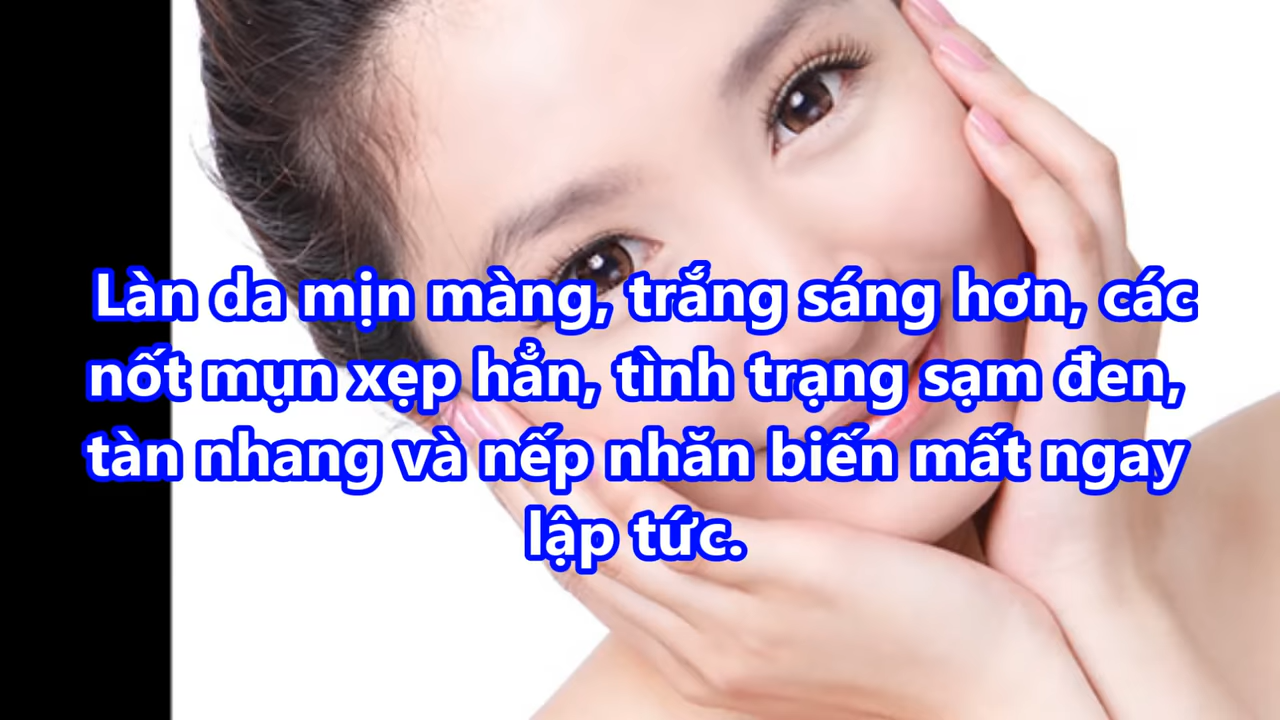 Làn da mịn màng, trắng sáng hơn, các
nốt mụn xẹp hẳn, tình trạng sạm đen,
tàn nhang và nếp nhăn biến mất ngay
lập tức.